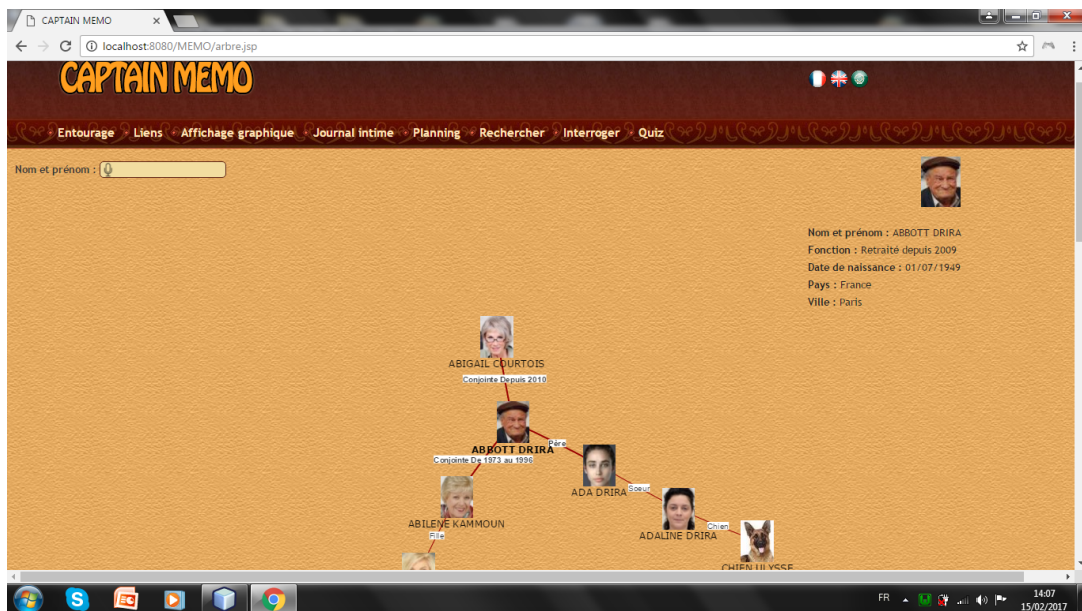 CAPTAIN MEMO
localhost:8080/MEMO/arbre.jsp
CAPTAIN MEMO
Entourage Liens Affichage graphique Journal intime Planning Rechercher Interroger Quiz
Nom et prénom :
Nom et prénom : ABBOTT DRIRA
Fonction : Retraité depuis 2009
Date de naissance : 01/07/1949
Pays : France
Ville : Paris
ABIGAIL COURTOIS
Conjointe Depuis 2010
ABBOTT DRIRA
Père
Conjointe De 1973 au 1996
ADA DRIRA
Soeur
ABILENE KAMMOUN
Fille
ADALINE DRIRA
Chien
CHIEN ULYSSE
FR
14:07
15/02/2017